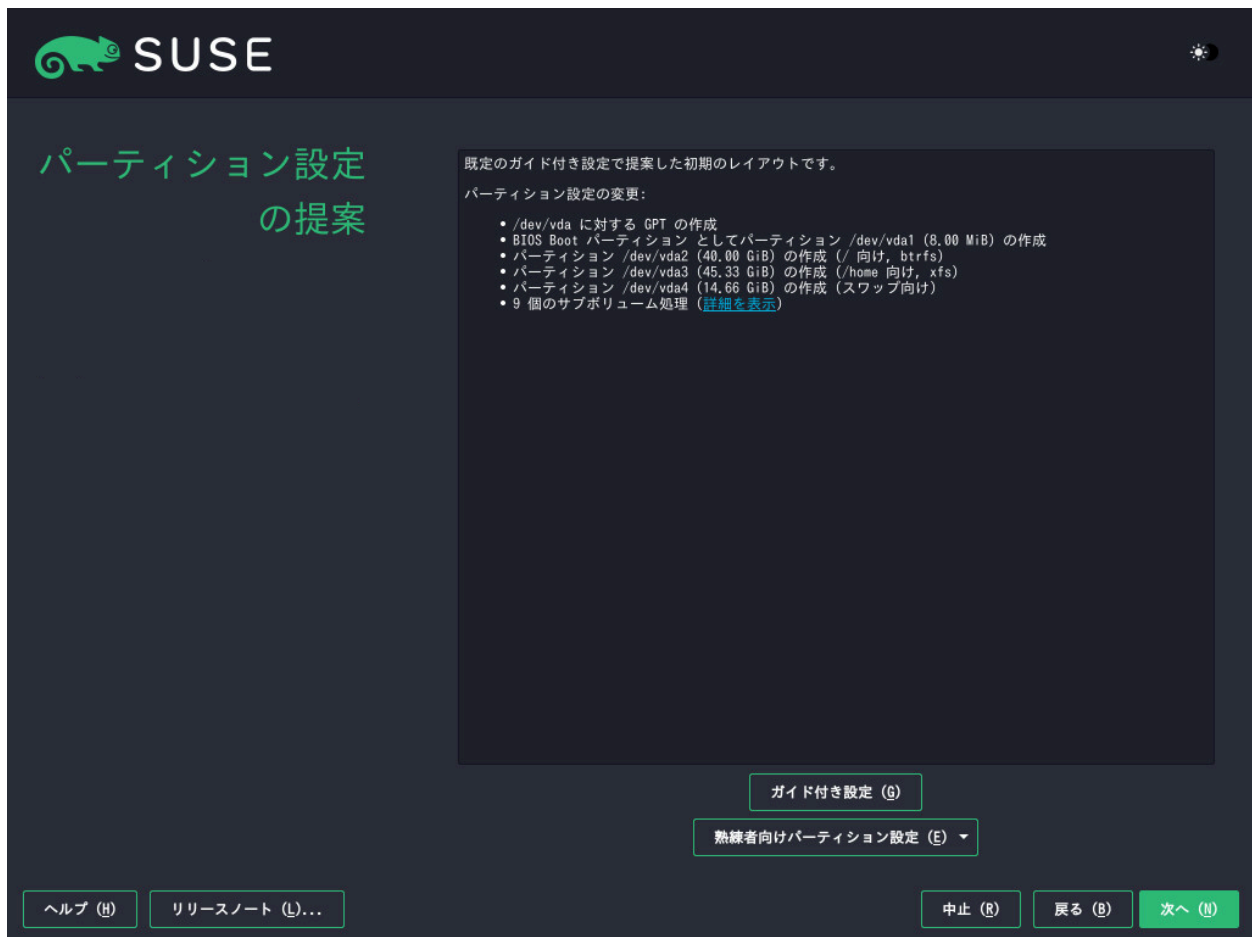 SUSE
パーティション設定
の提案
既定のガイド付き設定で提案した初期のレイアウトです。
パーティション設定の変更:
• /dev/vda に対する GPT の作成
• BIOS Boot パーティション としてパーティション /dev/vda1 (8.00 MiB) の作成
• パーティション /dev/vda2 (40.00 GiB) の作成 (/ 向け, btrfs)
• パーティション /dev/vda3 (45.33 GiB) の作成 (/home 向け, xfs)
• パーティション /dev/vda4 (14.66 GiB) の作成 (スワップ向け)
• 9 個のサブボリューム処理 (詳細を表示)
ガイド付き設定 (G)
熟練者向けパーティション設定 (E)
ヘルプ (H) リリースノート (L)... 中止 (R) 戻る (B) 次へ (N)